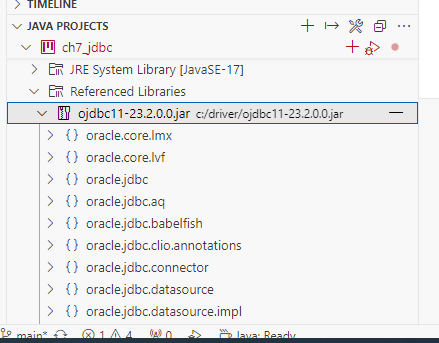 TIMELINE
JAVA PROJECTS
ch7_jdbc
JRE System Library [JavaSE-17]
Referenced Libraries
ojdbc11-23.2.0.0.jar c:/driver/ojdbc11-23.2.0.0.jar
{} oracle.core.lmx
{} oracle.core.lvf
{} oracle.jdbc
{} oracle.jdbc.aq
{} oracle.jdbc.babelfish
{} oracle.jdbc.clio.annotations
{} oracle.jdbc.connector
{} oracle.jdbc.datasource
{} oracle.jdbc.datasource.impl
main* 1 4 0 Java: Ready